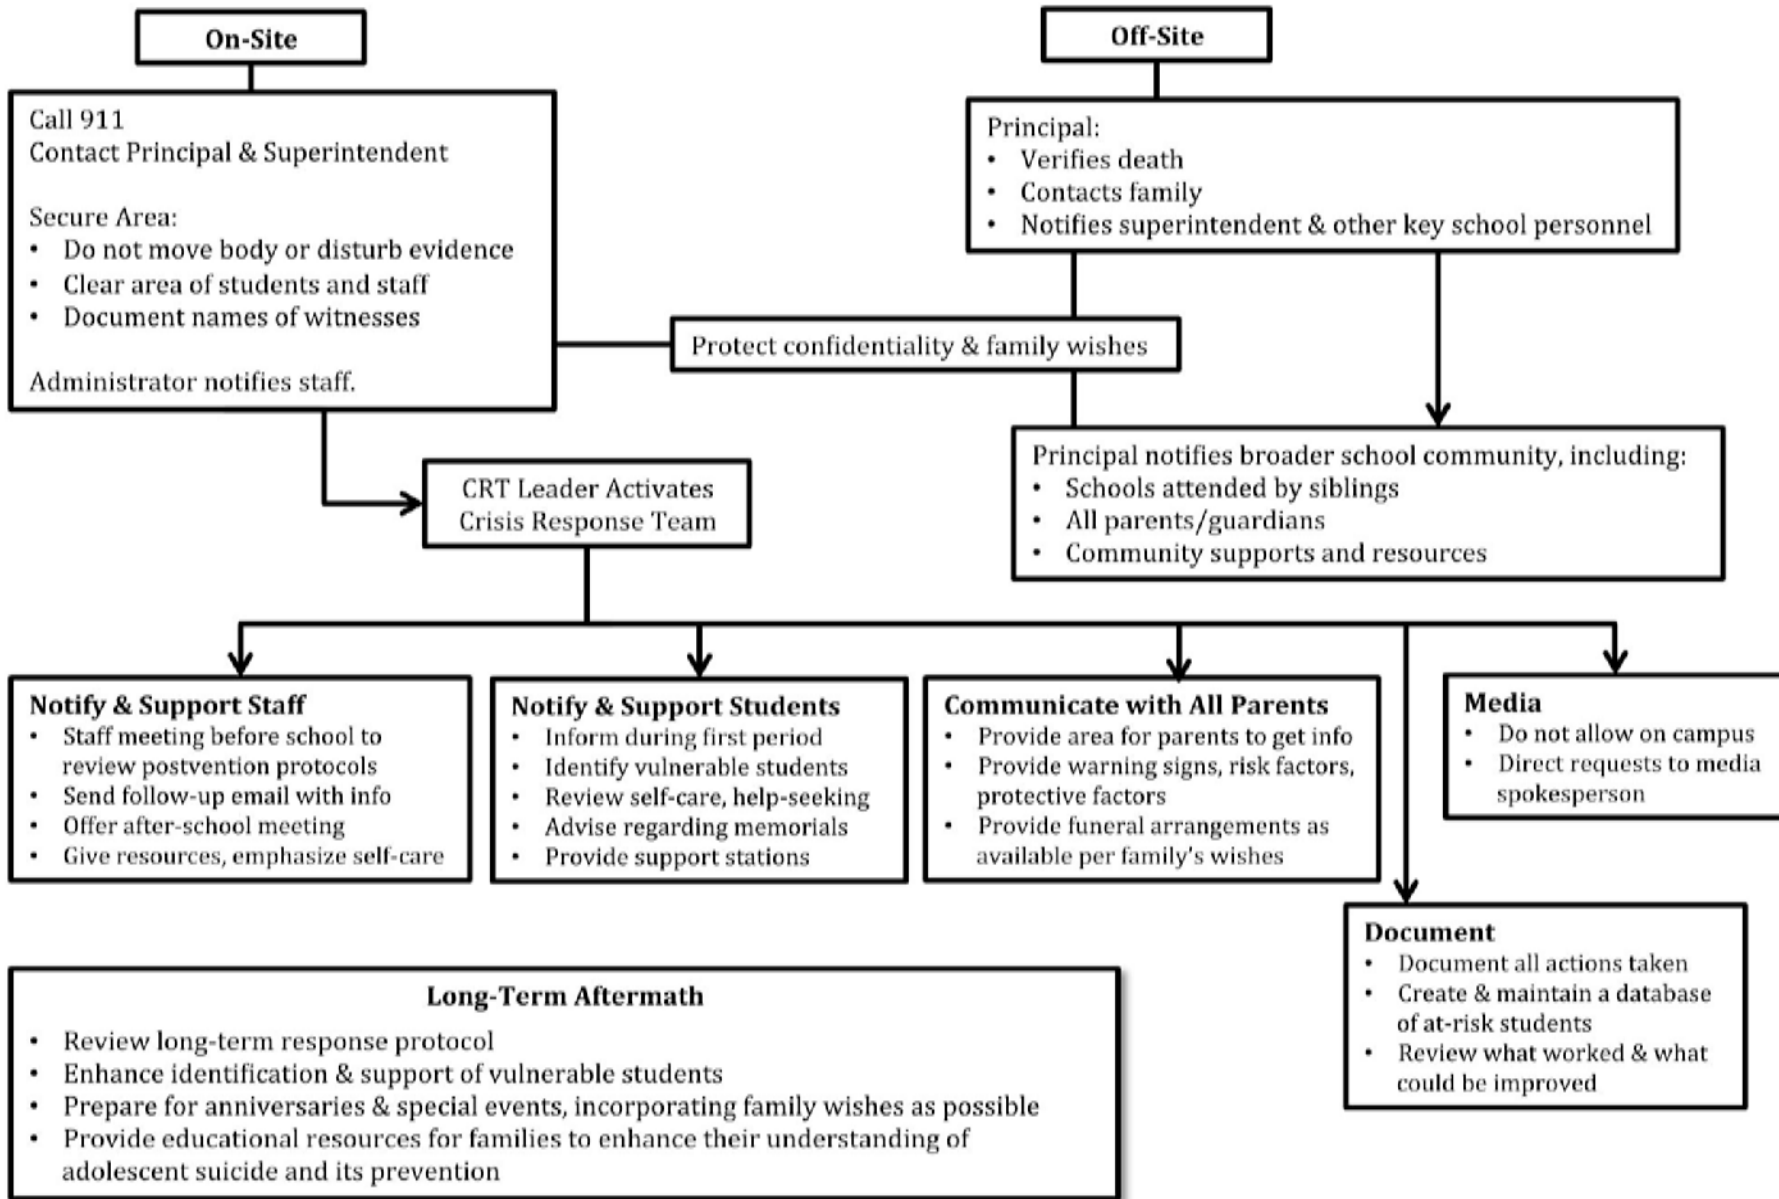 On-Site
Off-Site
Call 911
Contact Principal & Superintendent
Secure Area:
• Do not move body or disturb evidence
• Clear area of students and staff
• Document names of witnesses
Administrator notifies staff.
Principal:
• Verifies death
• Contacts family
• Notifies superintendent & other key school personnel
Protect confidentiality & family wishes
Principal notifies broader school community, including:
• Schools attended by siblings
• All parents/guardians
• Community supports and resources
CRT Leader Activates
Crisis Response Team
Notify & Support Staff
• Staff meeting before school to
review postvention protocols
• Send follow-up email with info
• Offer after-school meeting
• Give resources, emphasize self-care
Notify & Support Students
• Inform during first period
• Identify vulnerable students
• Review self-care, help-seeking
• Advise regarding memorials
• Provide support stations
Communicate with All Parents
• Provide area for parents to get info
• Provide warning signs, risk factors,
protective factors
• Provide funeral arrangements as
available per family's wishes
Media
• Do not allow on campus
• Direct requests to media
spokesperson
Document
• Document all actions taken
• Create & maintain a database
of at-risk students
• Review what worked & what
could be improved
Long-Term Aftermath
• Review long-term response protocol
• Enhance identification & support of vulnerable students
• Prepare for anniversaries & special events, incorporating family wishes as possible
• Provide educational resources for families to enhance their understanding of
adolescent suicide and its prevention